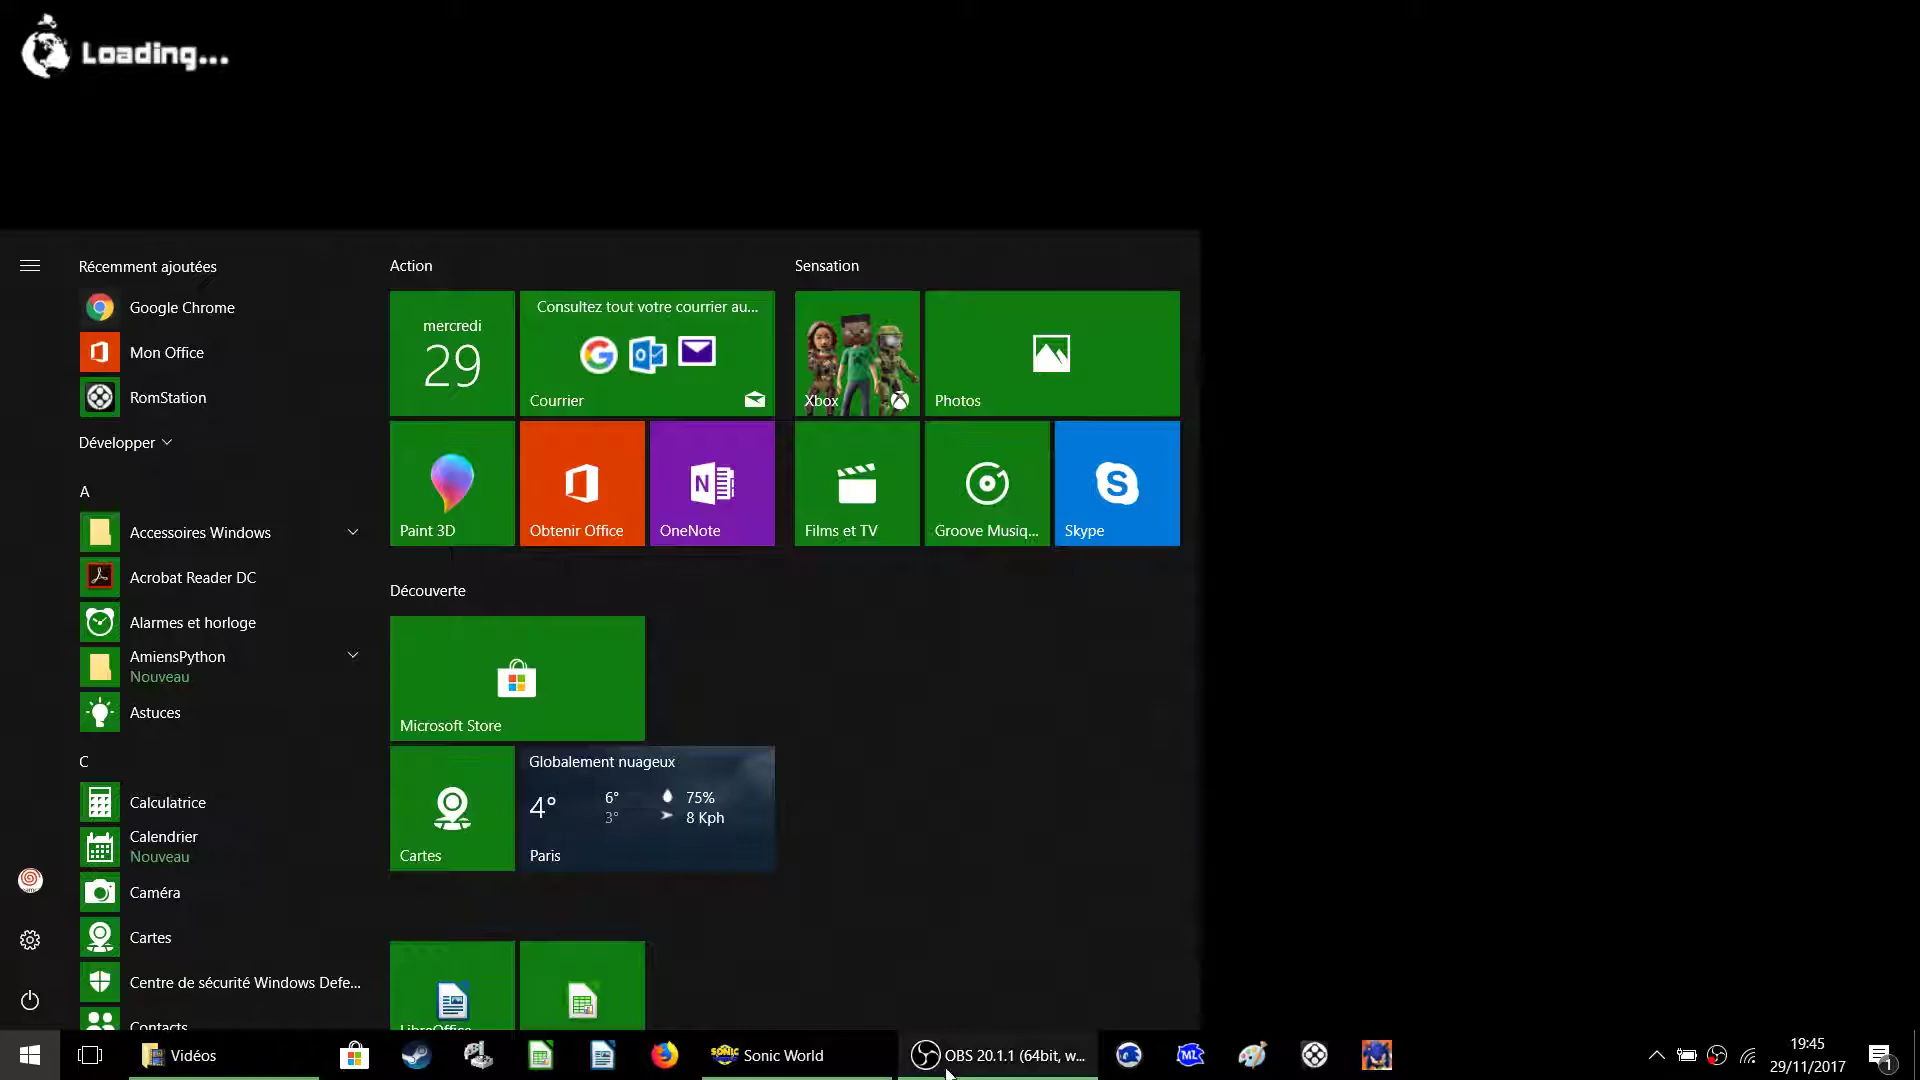 Loading...
Récemment ajoutées
Google Chrome
Mon Office
RomStation
Développer
A
Accessoires Windows
Acrobat Reader DC
Alarmes et horloge
AmiensPython
Nouveau
Astuces
C
Calculatrice
Calendrier
Nouveau
Caméra
Cartes
Centre de sécurité Windows Defe...
Contacts
Action
mercredi
29
Consultez tout votre courrier au...
Courrier
Paint 3D
Obtenir Office
OneNote
Sensation
Xbox
Photos
Films et TV
Groove Musiq...
Skype
Découverte
Microsoft Store
Cartes
Globalement nuageux
4°
6°
3°
75%
8 Kph
Paris
LibreOffice
Vidéos
SONIC
Sonic World
OBS 20.1.1 (64bit, w...
ML
19:45
29/11/2017
1